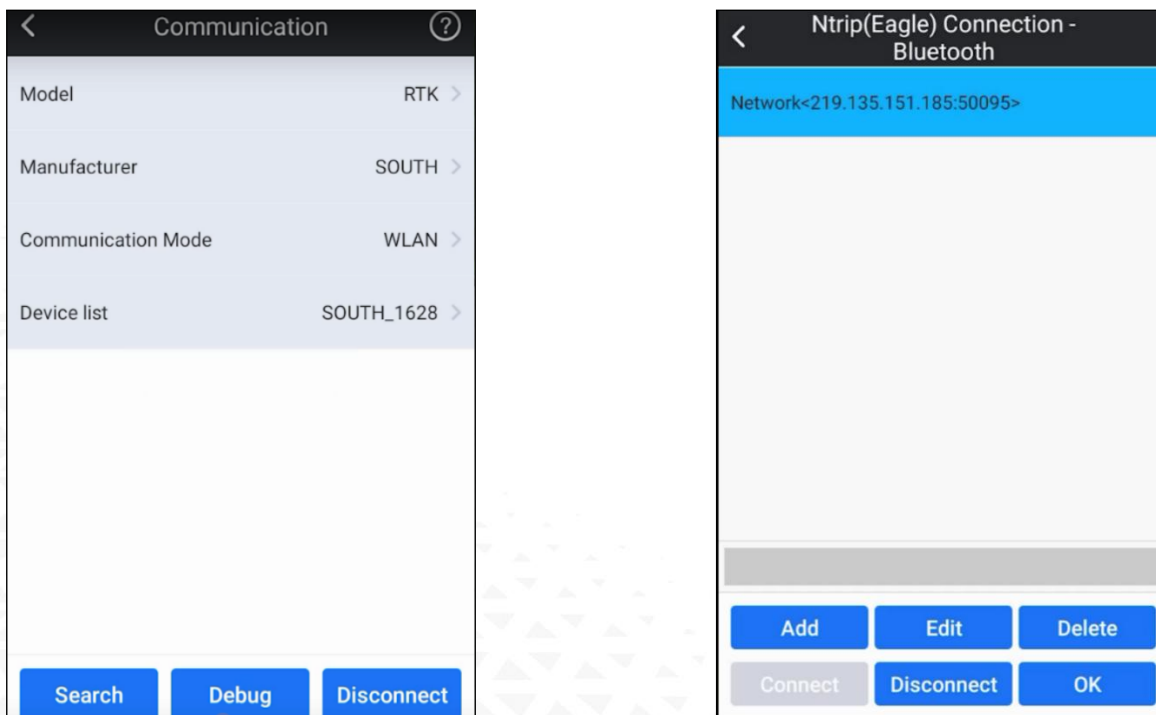 Communication
Model RTK
Manufacturer SOUTH
Communication Mode WLAN
Device list SOUTH_1628
Search Debug Disconnect
Ntrip(Eagle) Connection -
Bluetooth
Network<219.135.151.185:50095>
Add Edit Delete
Connect Disconnect OK